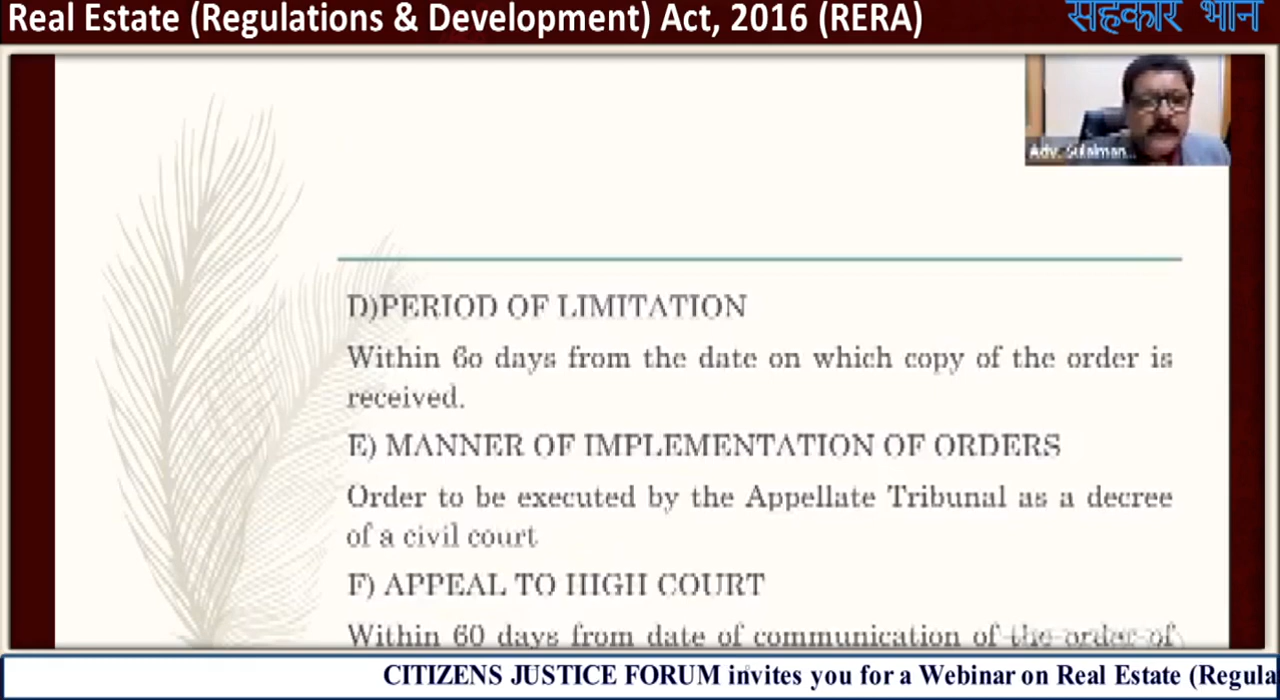 Real Estate (Regulations & Development) Act, 2016 (RERA)
सहकार भान
Adv. Sulaiman...
D)PERIOD OF LIMITATION
Within 6o days from the date on which copy of the order is
received.
E) MANNER OF IMPLEMENTATION OF ORDERS
Order to be executed by the Appellate Tribunal as a decree
of a civil court
F) APPEAL TO HIGH COURT
Within 60 days from date of communication of the order of
CITIZENS JUSTICE FORUM invites you for a Webinar on Real Estate (Regula